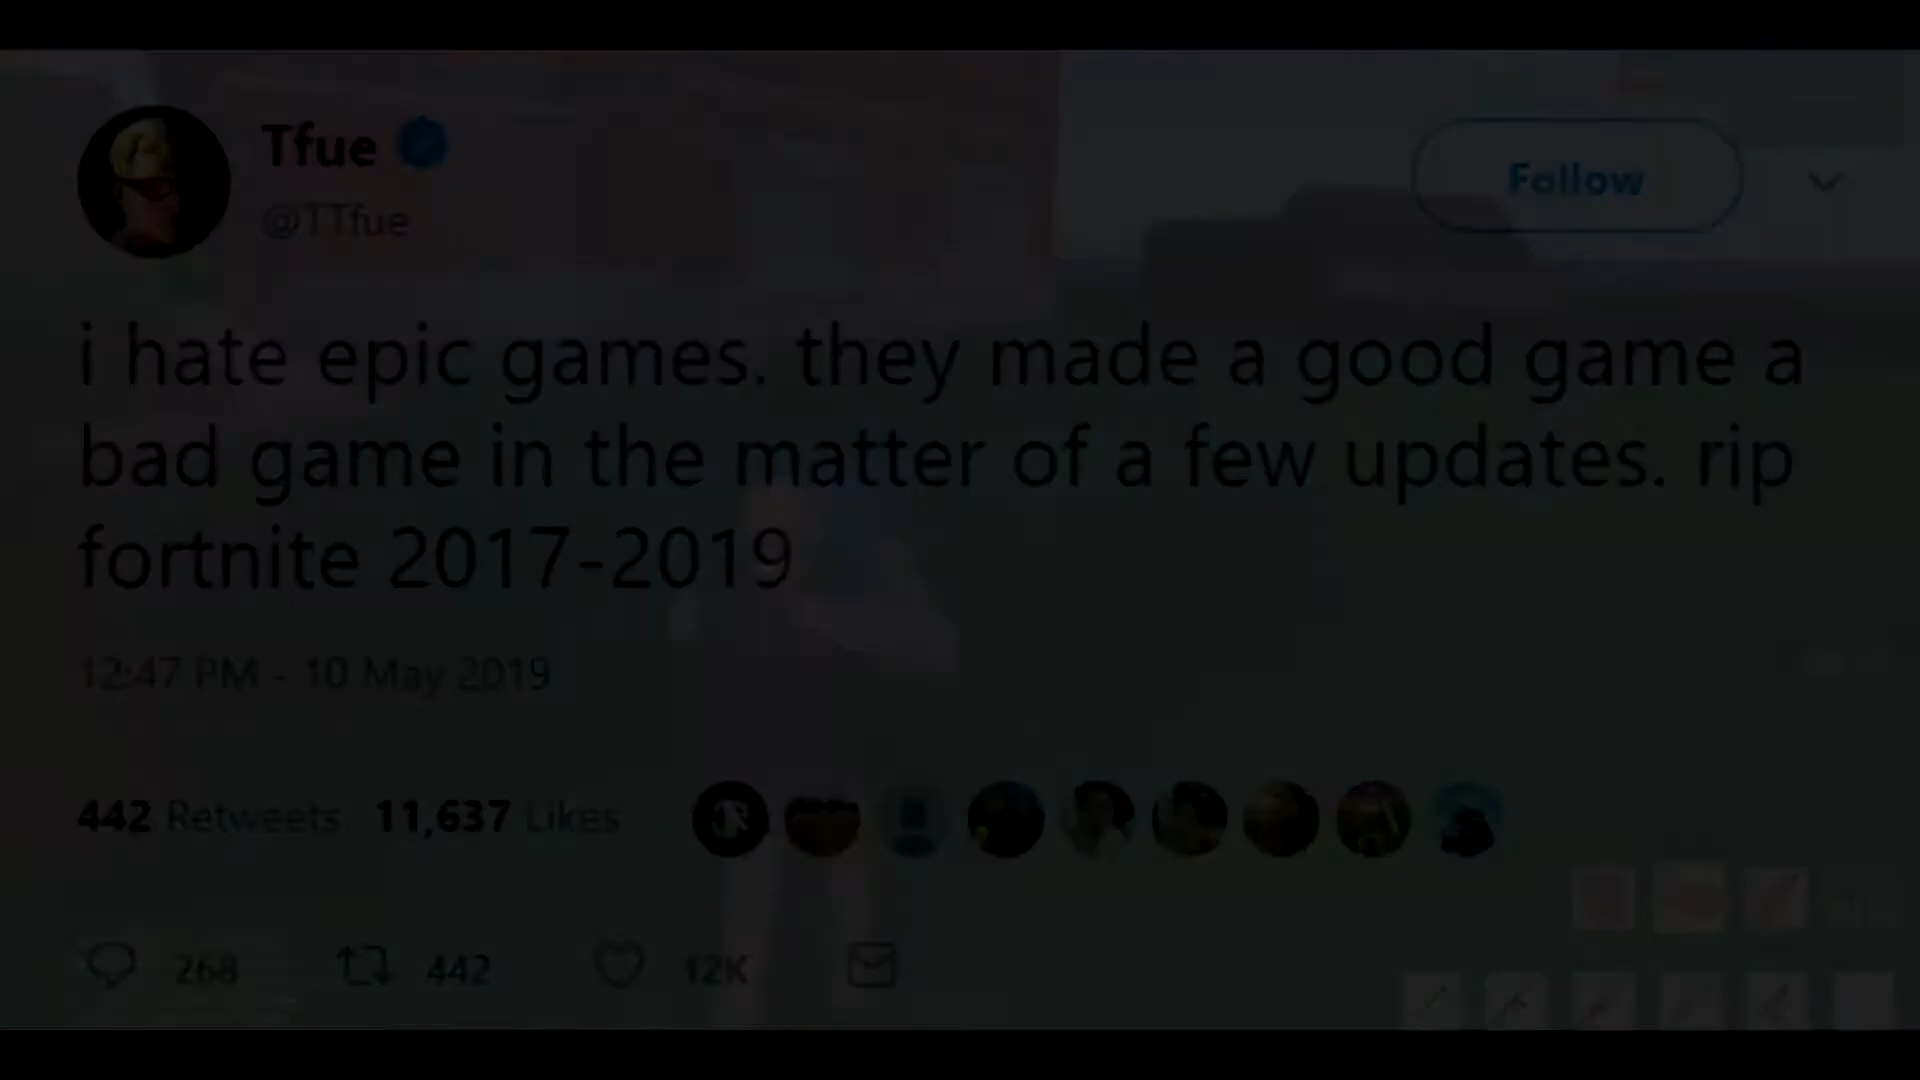 Tfue
@TTfue
Follow
i hate epic games. they made a good game a
bad game in the matter of a few updates. rip
fortnite 2017-2019
12:47 PM - 10 May 2019
442 Retweets 11,637 Likes
268 442 12K